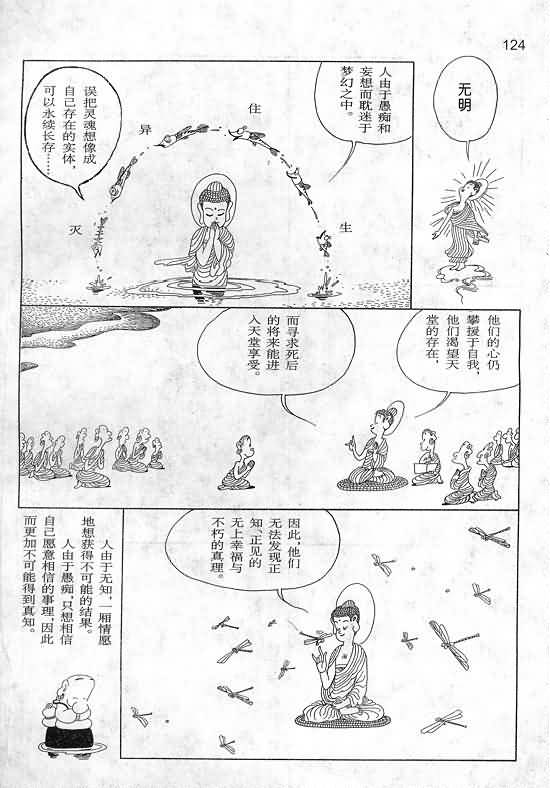 124
无明
人由于愚痴和
妄想而耽迷于
梦幻之中。
误把灵魂想像成
自己存在的实体，
可以永续长存……
生
住
异
灭
他们的心仍
攀援于自我，
他们渴望天
堂的存在，
而寻求死后
的将来能进
入天堂享受。
因此，他们
无法发现正
知、正见的
无上幸福与
不朽的真理。
人由于无知，一厢情愿
地想获得不可能的结果。
人由于愚痴，只想相信
自己愿意相信的事理，因此
而更加不可能得到真知。